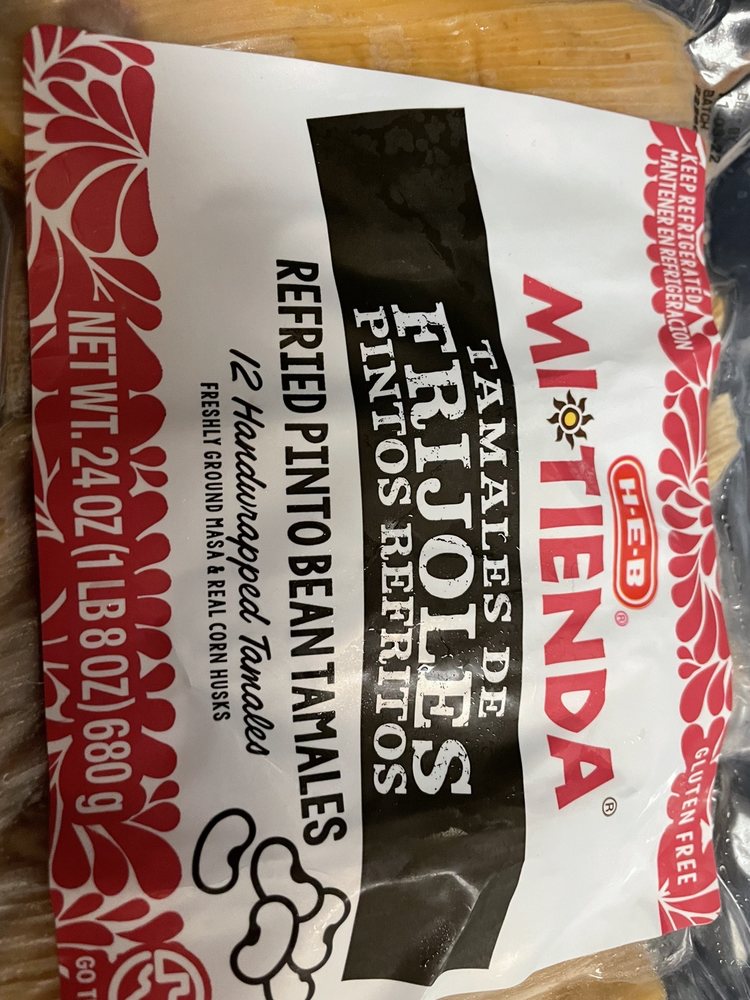 KEEP REFRIGERATED
MANTENER EN REFRIGERACIÓN
GLUTEN FREE
BATCH
H-E-B®
MI TIENDA®
TAMALES DE
FRIJOLES
PINTOS REFRITOS
REFRIED PINTO BEAN TAMALES
12 Handwrapped Tamales
FRESHLY GROUND MASA & REAL CORN HUSKS
NET WT. 24 OZ (1 LB 8 OZ) 680 g